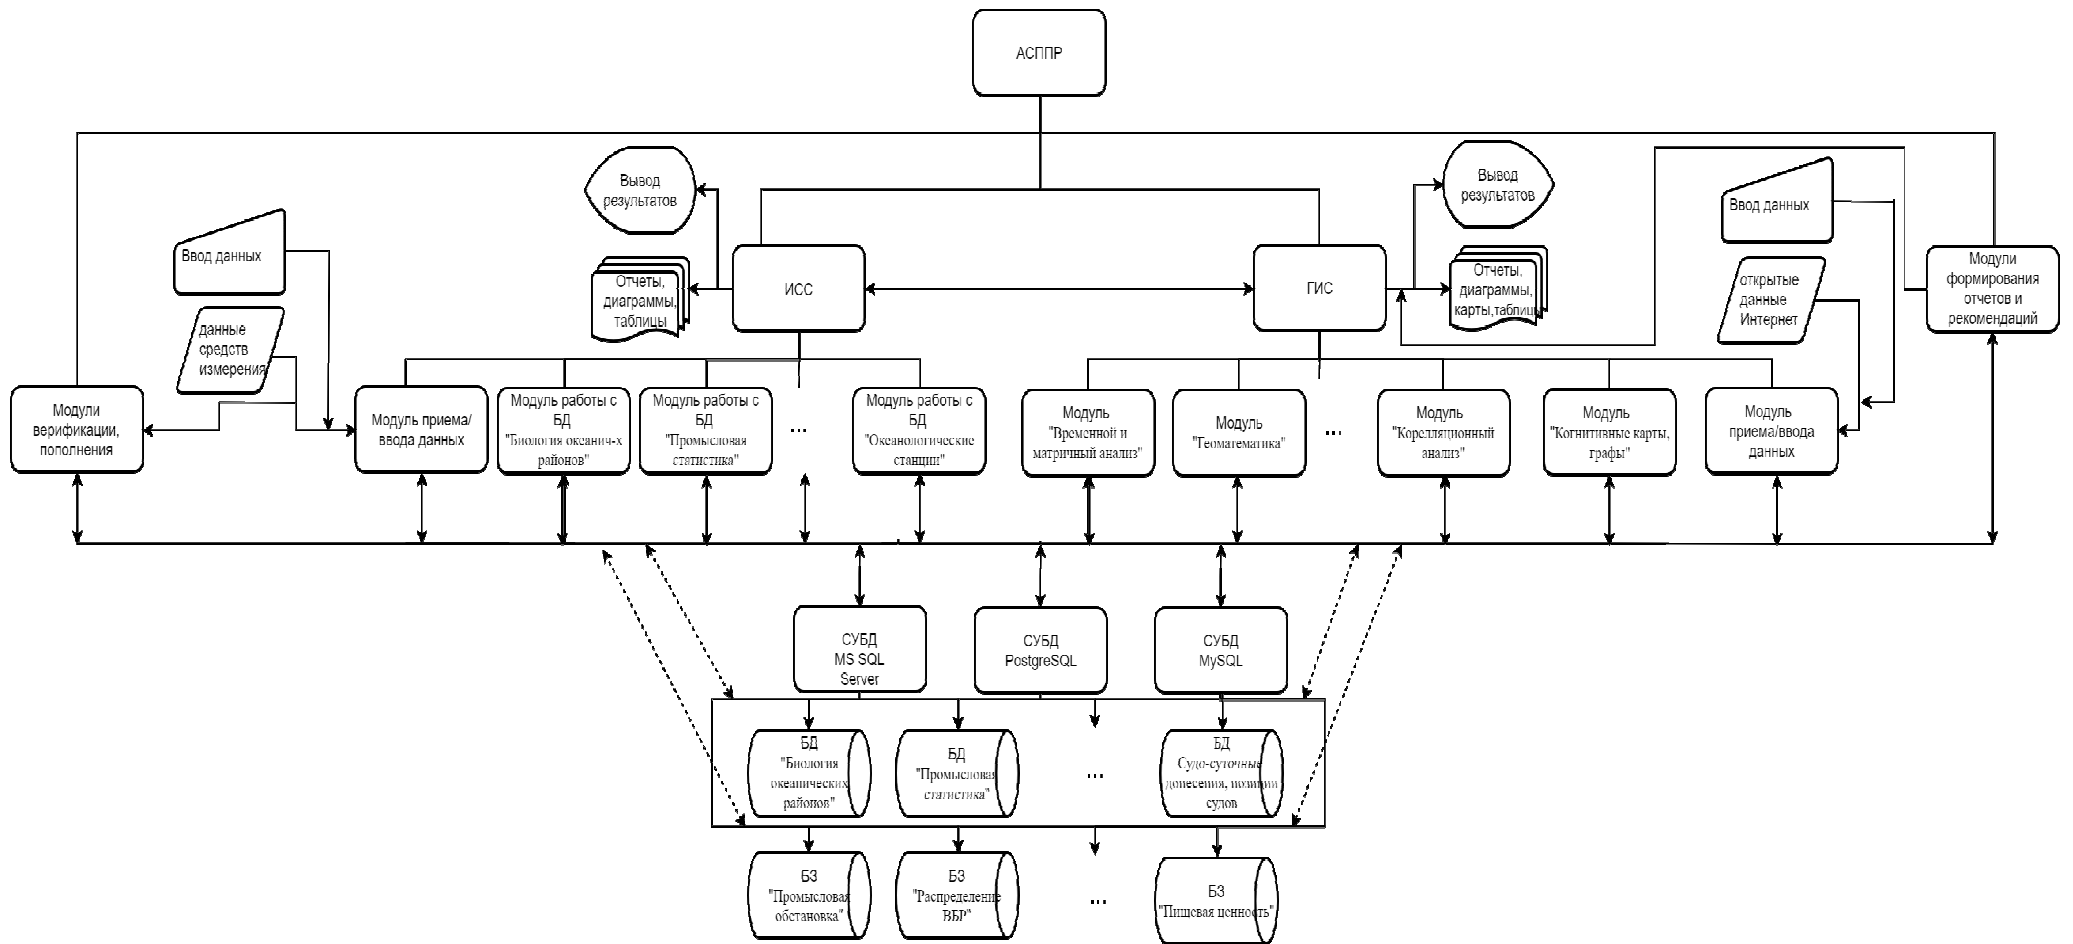 АСППР
Вывод
результатов
Вывод
результатов
Ввод данных
Ввод данных
Отчеты,
диаграммы,
таблицы
ИСС
ГИС
Отчеты,
диаграммы,
карты,таблицы
открытые
данные
Интернет
Модули
формирования
отчетов и
рекомендаций
данные
средств
измерения
Модули
верификации,
пополнения
Модуль приема/
ввода данных
Модуль работы с
БД
"Биология океанич-х
районов"
Модуль работы с
БД
"Промысловая
статистика"
...
Модуль работы с
БД
"Океанологические
станции"
Модуль
"Временной и
матричный анализ"
Модуль
"Геоматематика"
...
Модуль
"Корелляционный
анализ"
Модуль
"Когнитивные карты,
графы"
Модуль
приема/ввода
данных
СУБД
MS SQL
Server
СУБД
PostgreSQL
СУБД
MySQL
БД
"Биология
океанических
районов"
БД
"Промысловая
статистика"
...
БД
Судо-суточные
донесения, позиции
судов
БЗ
"Промысловая
обстановка"
БЗ
"Распределение
ВБР"
...
БЗ
"Пищевая ценность"